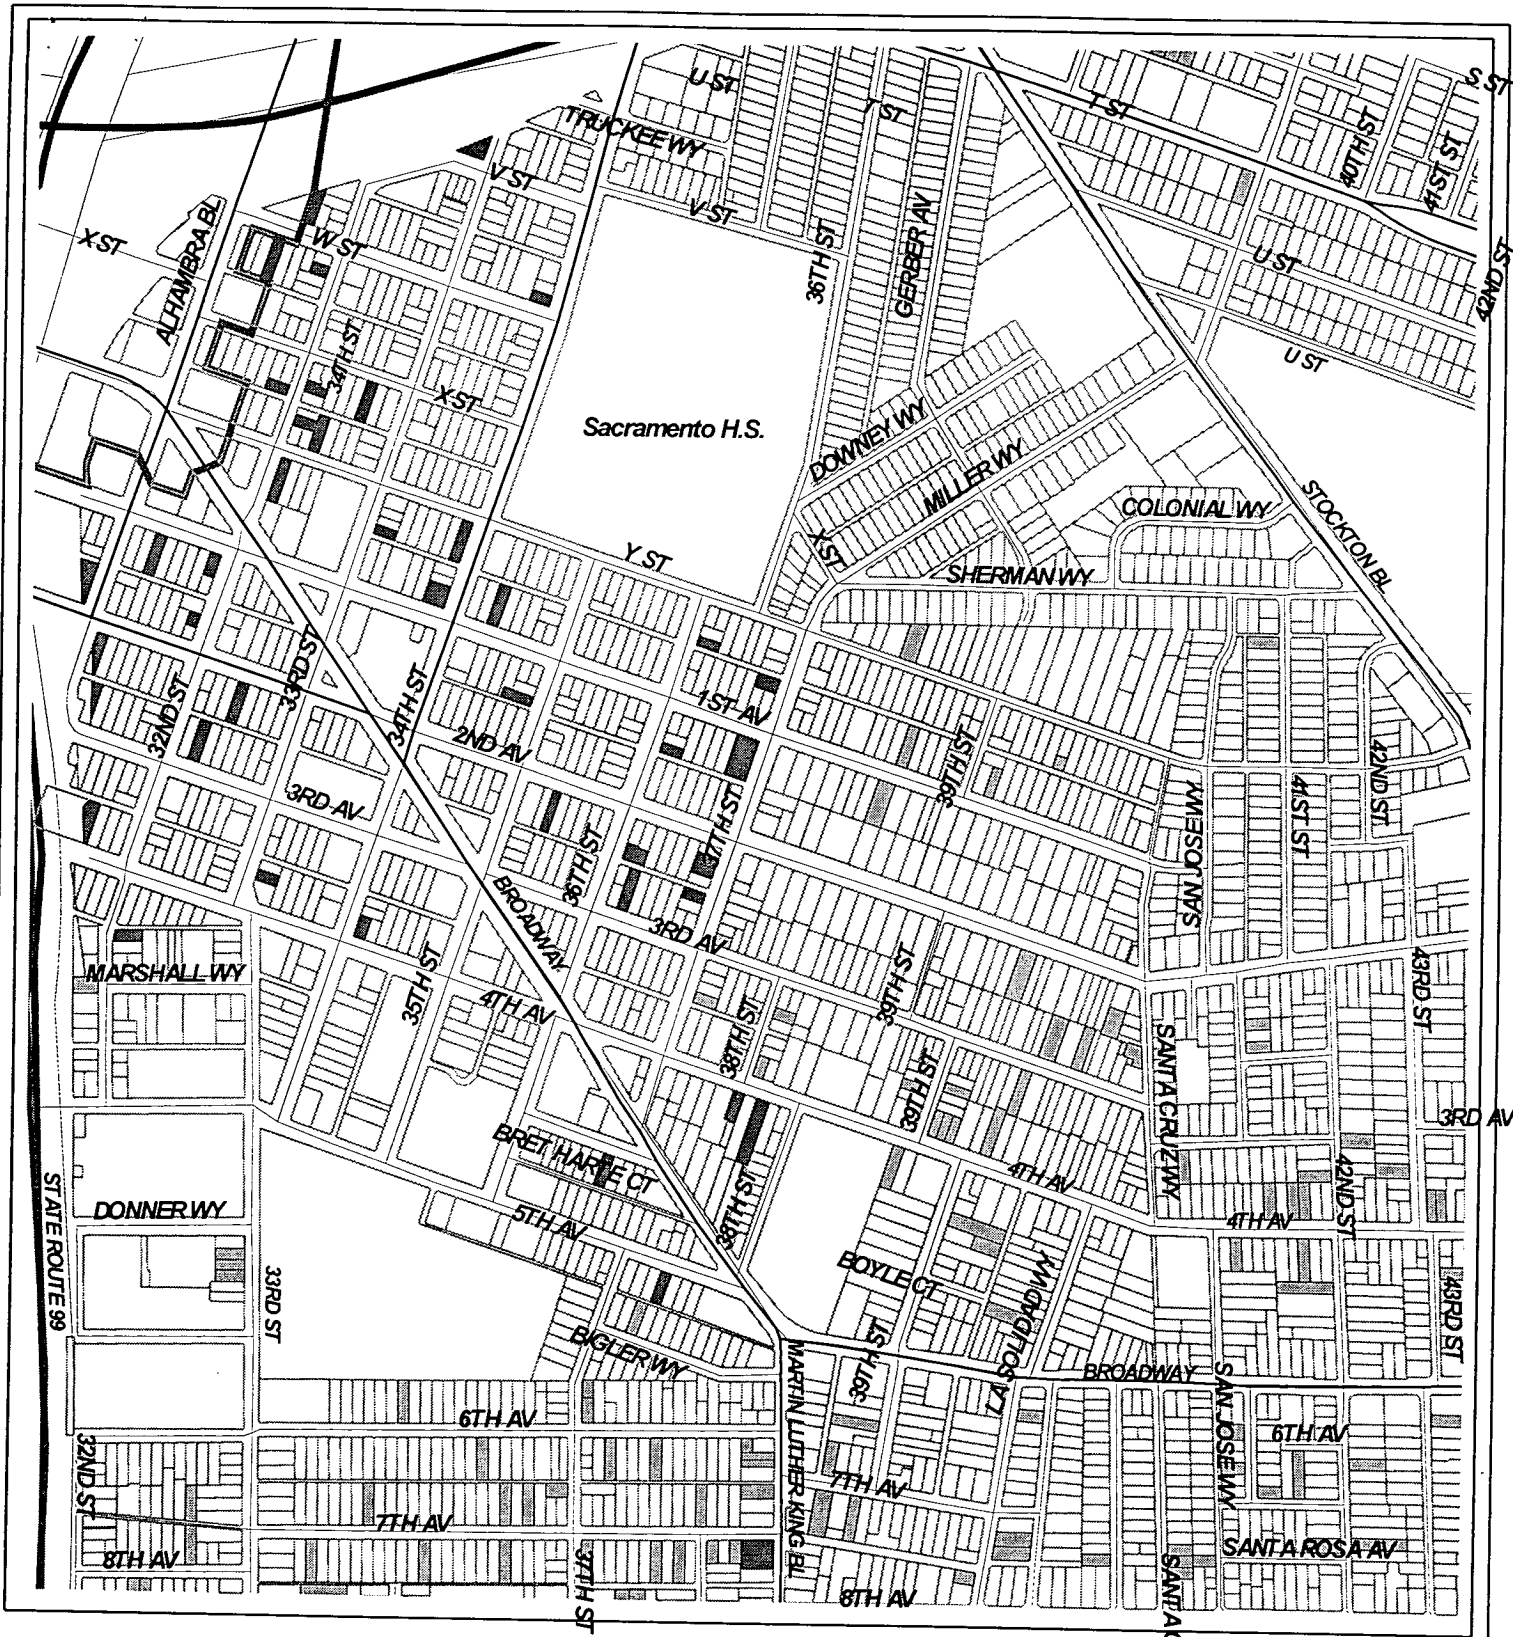 U ST
T ST
T ST
S ST
TRUCKEE WY
40TH ST
41ST ST
V ST
V ST
ALHAMBRA BL
X ST
W ST
36TH ST
GERBER AV
U ST
42ND ST
34TH ST
U ST
X ST
Sacramento H.S.
DOWNEY WY
MILLER WY
COLONIAL WY
STOCKTON BL
X ST
Y ST
SHERMAN WY
33RD ST
32ND ST
34TH ST
1ST AV
2ND AV
39TH ST
42ND ST
3RD AV
37TH ST
SAN JOSE WY
41ST ST
36TH ST
BROADWAY
3RD AV
MARSHALL WY
35TH ST
4TH AV
39TH ST
43RD ST
38TH ST
39TH ST
SANTA CRUZ WY
3RD AV
BRET HARTE CT
4TH AV
42ND ST
STATE ROUTE 99
DONNER WY
5TH AV
38TH ST
4TH AV
BOYLE CT
LA SOLIDAD WY
33RD ST
43RD ST
BIGLER WY
MARTIN LUTHER KING BL
39TH ST
BROADWAY
SAN JOSE WY
6TH AV
6TH AV
32ND ST
7TH AV
7TH AV
8TH AV
37TH ST
SANTA ROSA AV
8TH AV
SANTA C